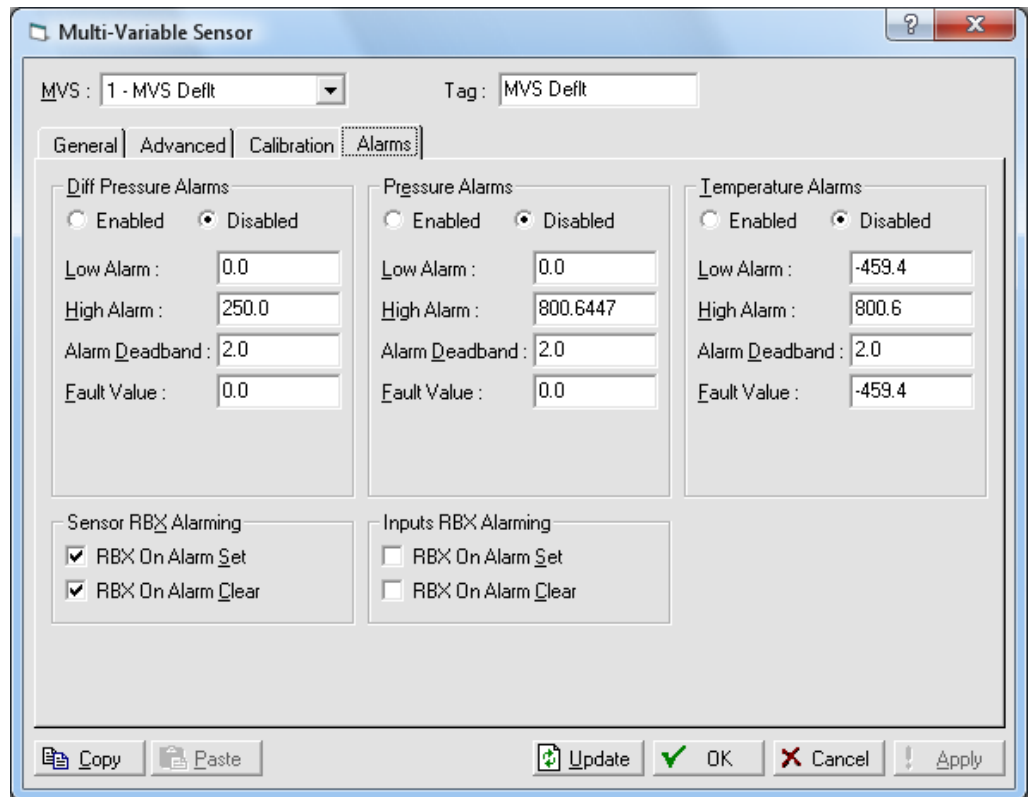 Multi-Variable Sensor
MVS : 1 - MVS Deflt Tag : MVS Deflt
General Advanced Calibration Alarms
Diff Pressure Alarms
Enabled Disabled
Low Alarm : 0.0
High Alarm : 250.0
Alarm Deadband : 2.0
Fault Value : 0.0
Pressure Alarms
Enabled Disabled
Low Alarm : 0.0
High Alarm : 800.6447
Alarm Deadband : 2.0
Fault Value : 0.0
Temperature Alarms
Enabled Disabled
Low Alarm : -459.4
High Alarm : 800.6
Alarm Deadband : 2.0
Fault Value : -459.4
Sensor RBX Alarming
RBX On Alarm Set
RBX On Alarm Clear
Inputs RBX Alarming
RBX On Alarm Set
RBX On Alarm Clear
Copy Paste Update OK Cancel Apply